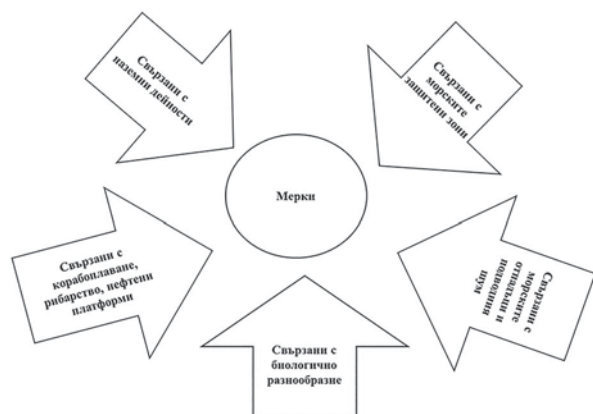 Свързани с
наземни дейности
Свързани с
морските
защитени зони
Мерки
Свързани с
корабоплаване,
рибарство, нефтени
платформи
Свързани с
морските
отпадъци и
подводния
шум
Свързани с
биологично
разнообразие